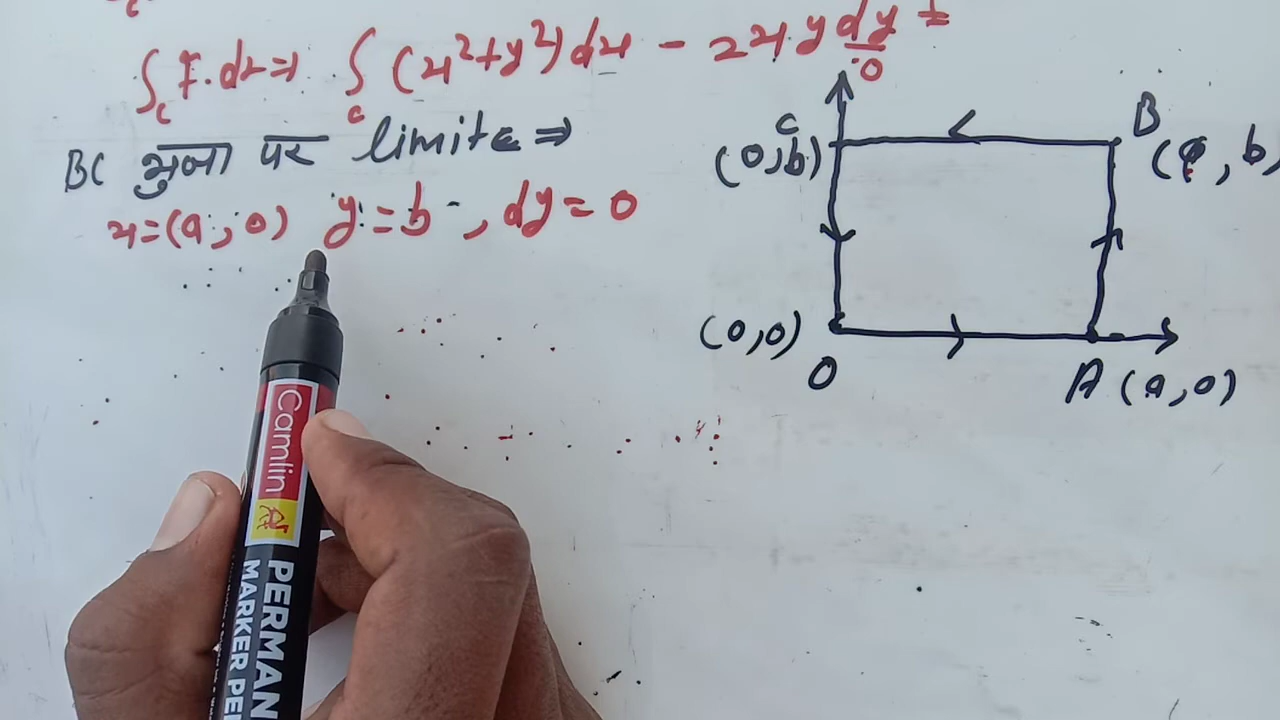 ∫c F.dr ⇒ ∫c (x²+y²)dx - 2xy dy =
0
BC भुजा पर limits ⇒
x=(a, 0) y=b , dy=0
C
(0,b)
B
(a, b)
(0,0)
O
A (a,0)
Camlin
PERMAN
MARKER PE